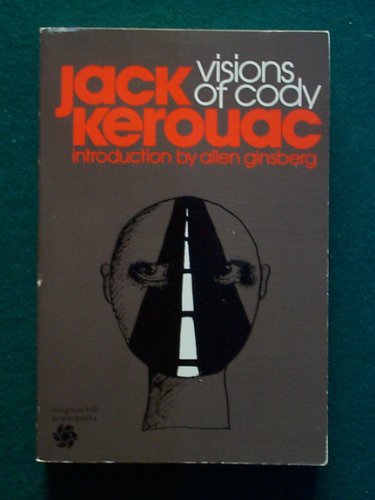 visions
of cody
jack
kerouac
introduction by allen ginsberg
mcgraw-hill
paperbacks